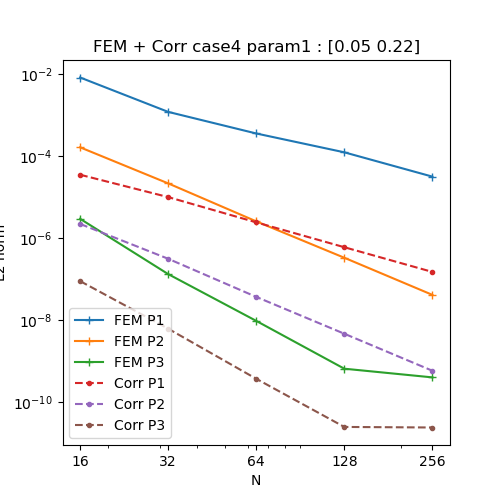 FEM + Corr case4 param1 : [0.05 0.22]
10⁻²
10⁻⁴
10⁻⁶
10⁻⁸
10⁻¹⁰
norm
FEM P1
FEM P2
FEM P3
Corr P1
Corr P2
Corr P3
16 32 64 128 256
N